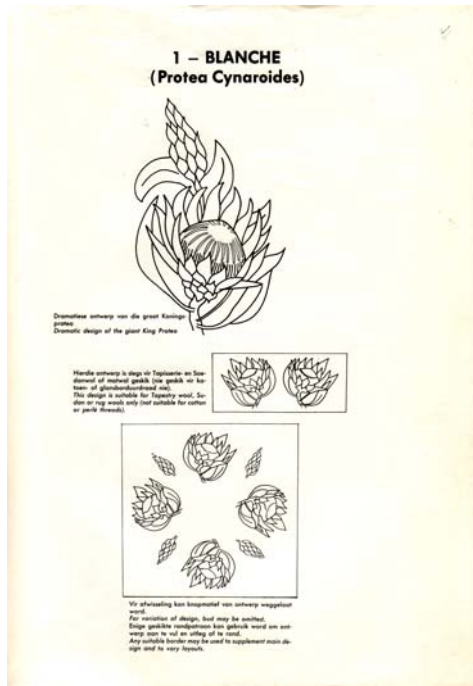 1 – BLANCHE
(Protea Cynaroides)
Dramatiese ontwerp van die groot Konings-
protea
Dramatic design of the giant King Protea
Hierdie ontwerp is slegs vir Tapisserie- en Soe-
danwol of matwol geskik (nie geskik vir ka-
toen- of glansborduurdraad nie).
This design is suitable for Tapestry wool, Su-
dan or rug wools only (not suitable for cotton
or perlé threads).
Vir afwisseling kan knopmotief van ontwerp weggelaat
word.
For variation of design, bud may be omitted.
Enige geskikte randpatroon kan gebruik word om ont-
werp aan te vul en uitleg af te rond.
Any suitable border may be used to supplement main de-
sign and to vary layouts.